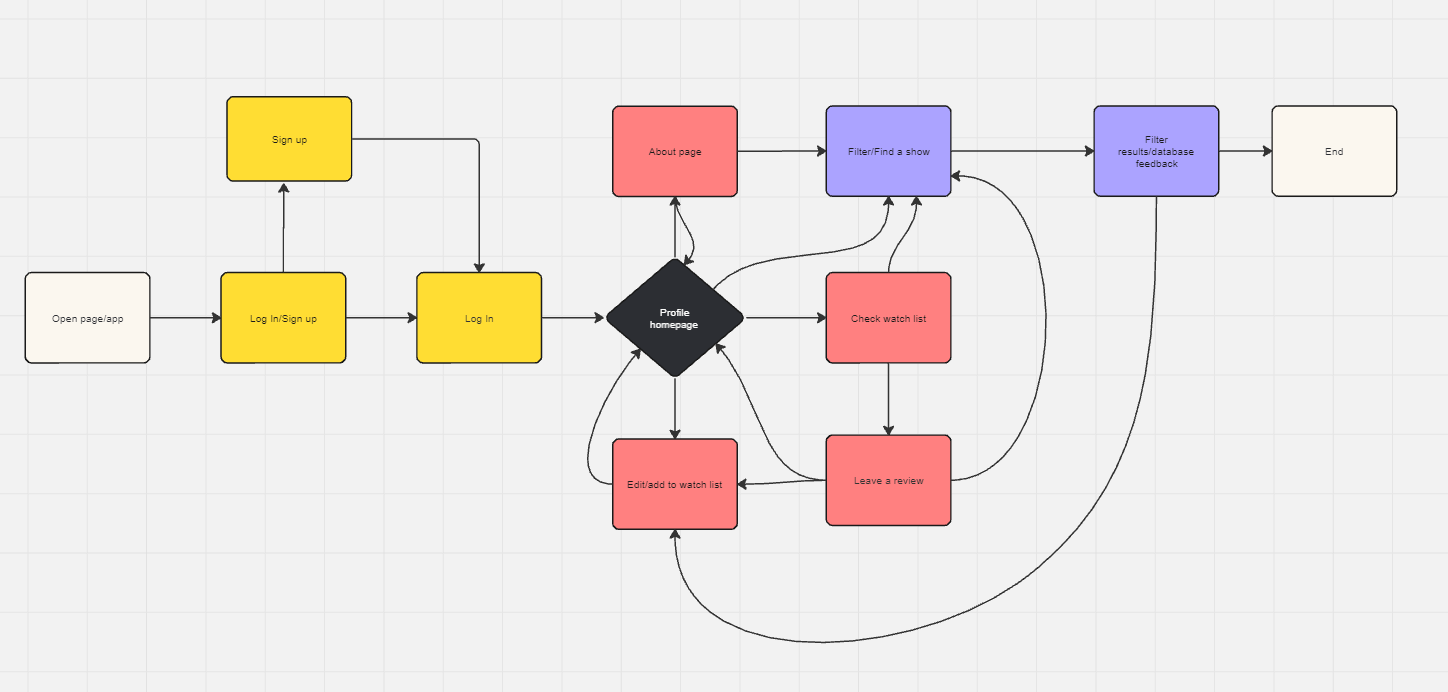 Sign up
About page
Filter/Find a show
Filter
results/database
feedback
End
Open page/app
Log In/Sign up
Log In
Profile
homepage
Check watch list
Edit/add to watch list
Leave a review